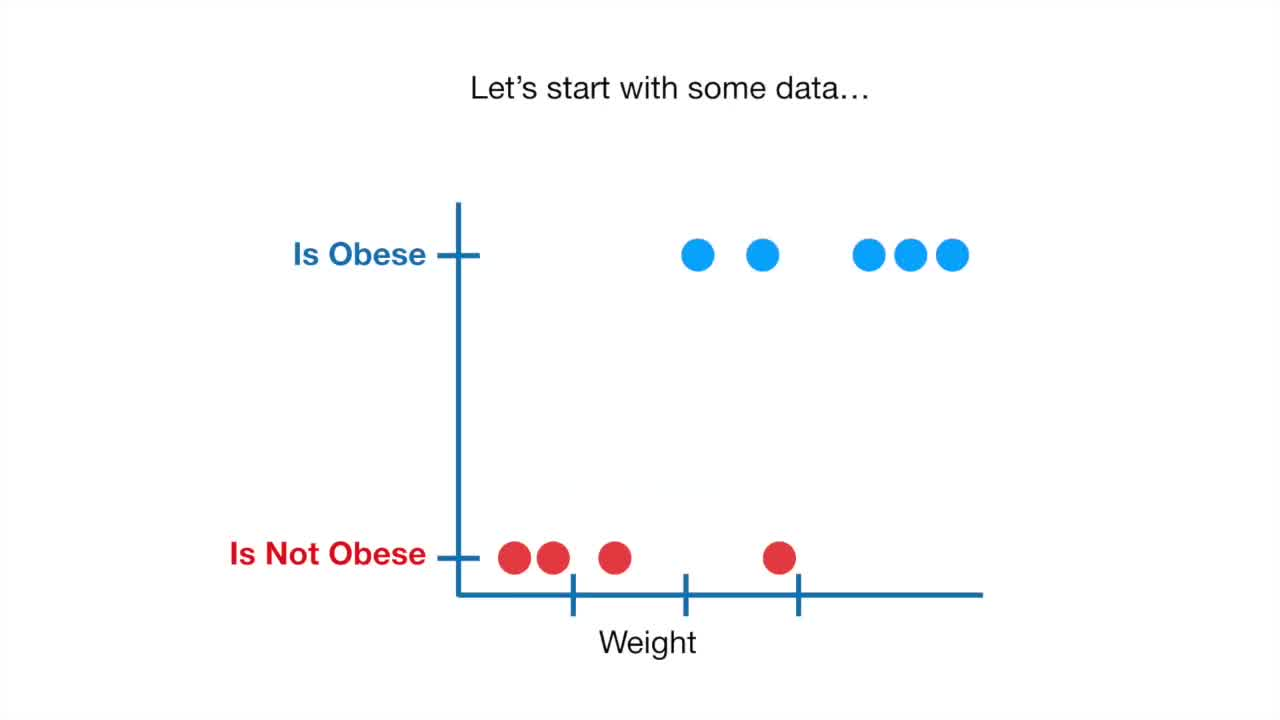 Let’s start with some data…
Is Obese
Is Not Obese
Weight